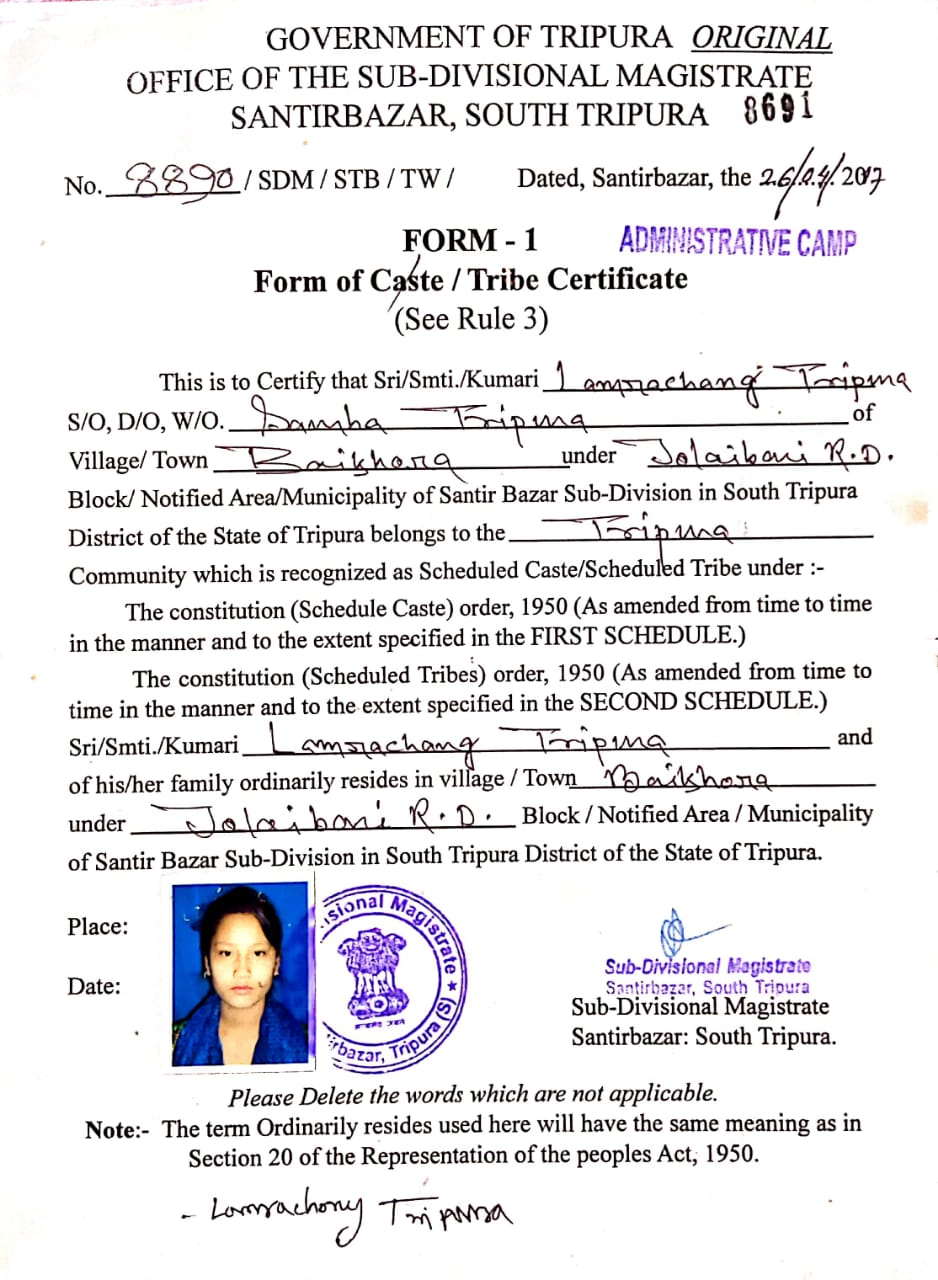 GOVERNMENT OF TRIPURA ORIGINAL
OFFICE OF THE SUB-DIVISIONAL MAGISTRATE
SANTIRBAZAR, SOUTH TRIPURA 8691
No. 8890 / SDM / STB / TW / Dated, Santirbazar, the 26/04/2017
FORM - 1 ADMINISTRATIVE CAMP
Form of Caste / Tribe Certificate
(See Rule 3)
This is to Certify that Sri/Smti./Kumari Lamrachang Tripura
S/O, D/O, W/O. Tripura of
Village/ Town Baikhora under Jolaibari R.D.
Block/ Notified Area/Municipality of Santir Bazar Sub-Division in South Tripura
District of the State of Tripura belongs to the Tripura
Community which is recognized as Scheduled Caste/Scheduled Tribe under :-
The constitution (Schedule Caste) order, 1950 (As amended from time to time
in the manner and to the extent specified in the FIRST SCHEDULE.)
The constitution (Scheduled Tribes) order, 1950 (As amended from time to
time in the manner and to the extent specified in the SECOND SCHEDULE.)
Sri/Smti./Kumari Lamrachang Tripura and
of his/her family ordinarily resides in village / Town Baikhora
under Jolaibari R.D. Block / Notified Area / Municipality
of Santir Bazar Sub-Division in South Tripura District of the State of Tripura.
Place:
Date:
isional Magistrate ★
irbazar, Tripura (S)
सत्यमेव जयते
Sub-Divisional Magistrate
Santirbazar, South Tripura
Sub-Divisional Magistrate
Santirbazar: South Tripura.
Please Delete the words which are not applicable.
Note:- The term Ordinarily resides used here will have the same meaning as in
Section 20 of the Representation of the peoples Act, 1950.
- Lamrachong Tripura